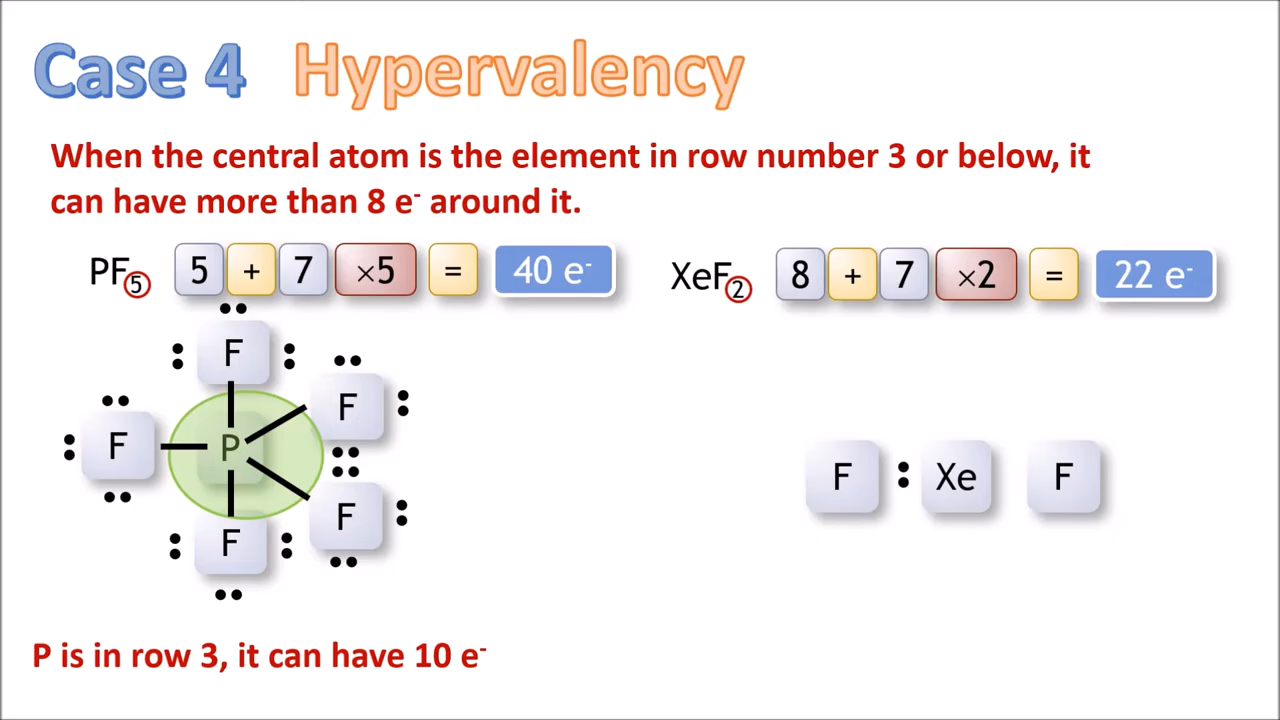 Case 4 Hypervalency
When the central atom is the element in row number 3 or below, it
can have more than 8 e⁻ around it.
PF₅ 5 + 7 ×5 = 40 e⁻
XeF₂ 8 + 7 ×2 = 22 e⁻
F
F
F P
F
F
F Xe F
P is in row 3, it can have 10 e⁻